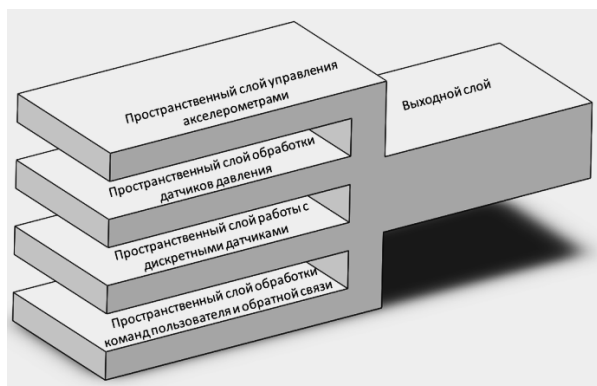 Пространственный слой управления
акселерометрами
Выходной слой
Пространственный слой обработки
датчиков давления
Пространственный слой работы с
дискретными датчиками
Пространственный слой обработки
команд пользователя и обратной связи